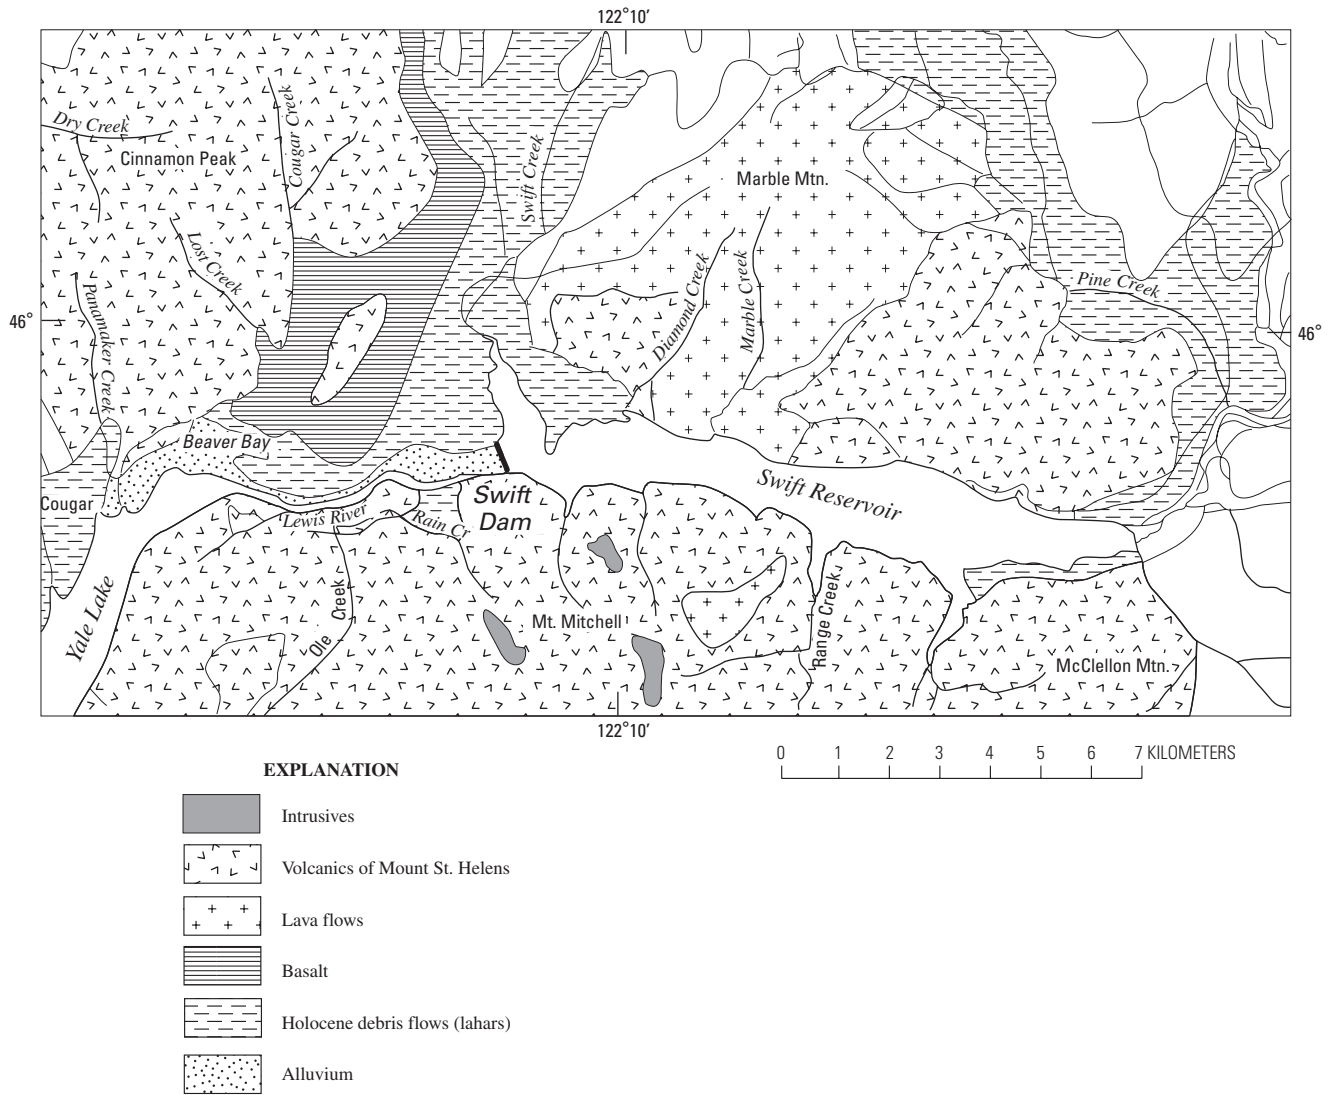 122°10′
Dry Creek
Cougar Creek
Cinnamon Peak
Swift Creek
Marble Mtn.
Lost Creek
Panamaker Creek
Diamond Creek
Marble Creek
Pine Creek
46°
46°
Beaver Bay
Cougar
Swift
Dam
Swift Reservoir
Lewis River
Rain Cr
Yale Lake
Ole Creek
Mt. Mitchell
Range Creek
McClellon Mtn.
122°10′
0 1 2 3 4 5 6 7 KILOMETERS
EXPLANATION
Intrusives
Volcanics of Mount St. Helens
Lava flows
Basalt
Holocene debris flows (lahars)
Alluvium